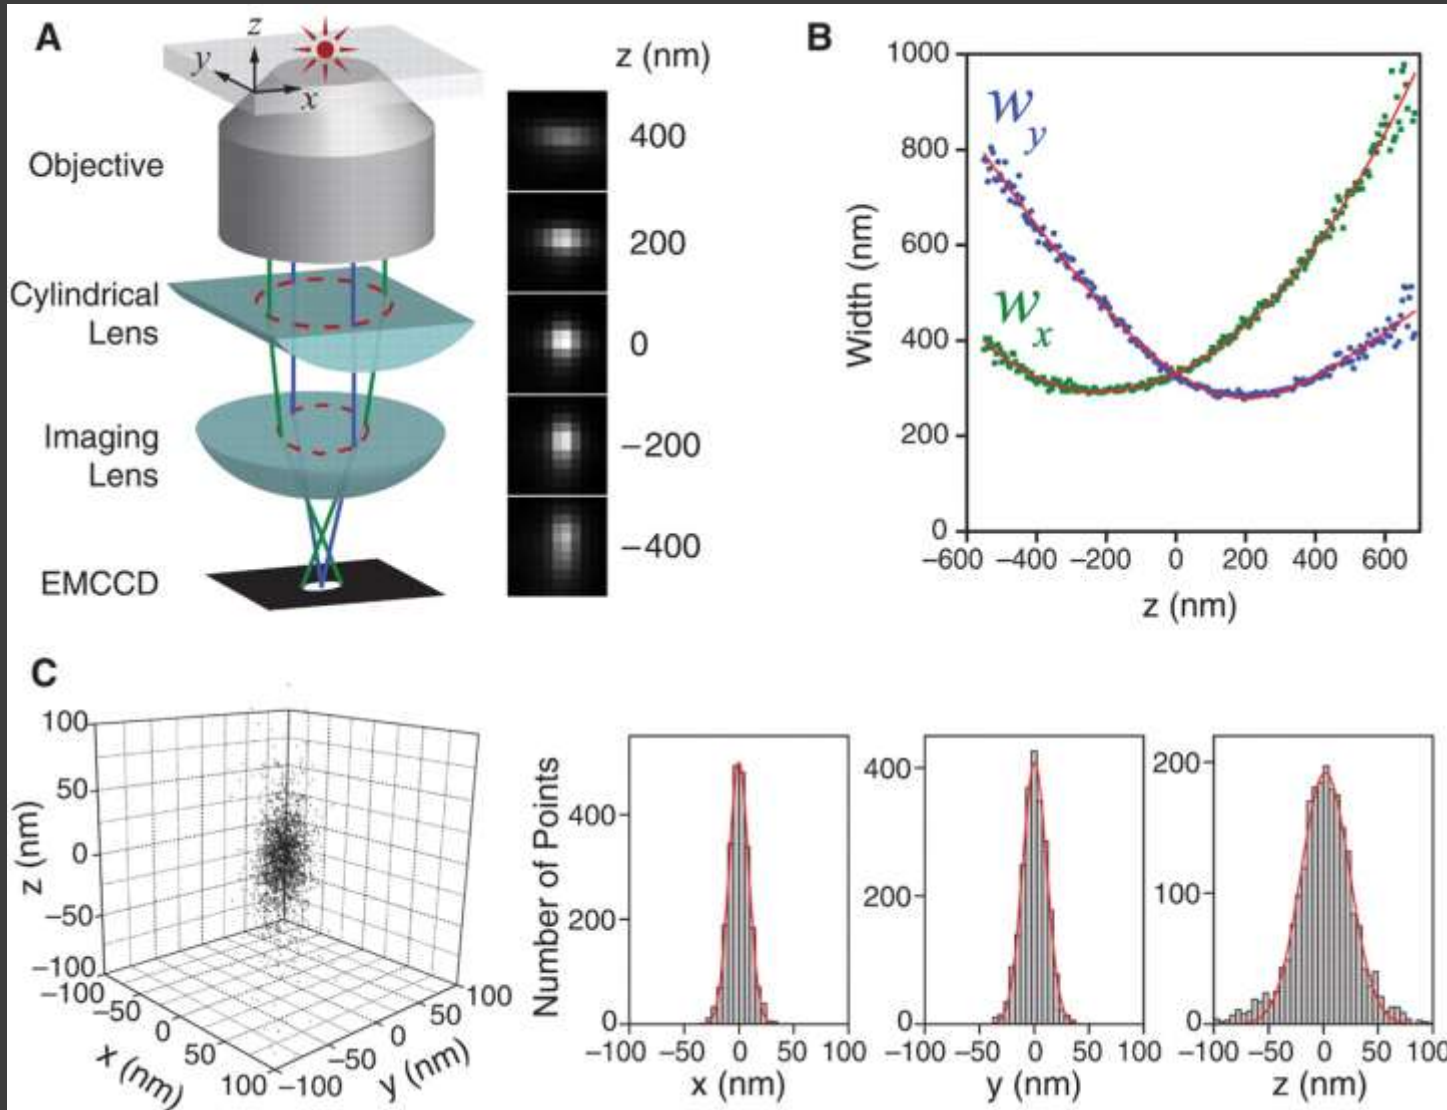 A
z
y
x
Objective
Cylindrical
Lens
Imaging
Lens
EMCCD
z (nm)
400
200
0
−200
−400
B
1000
800
600
400
200
0
Width (nm)
wy
wx
−600 −400 −200 0 200 400 600
z (nm)
C
100
50
0
−50
−100
z (nm)
−100
−50
0
50
100
x (nm)
−100
−50
0
50
100
y (nm)
Number of Points
400
200
0
−100 −50 0 50 100
x (nm)
400
200
0
−100 −50 0 50 100
y (nm)
200
100
0
−100 −50 0 50 100
z (nm)